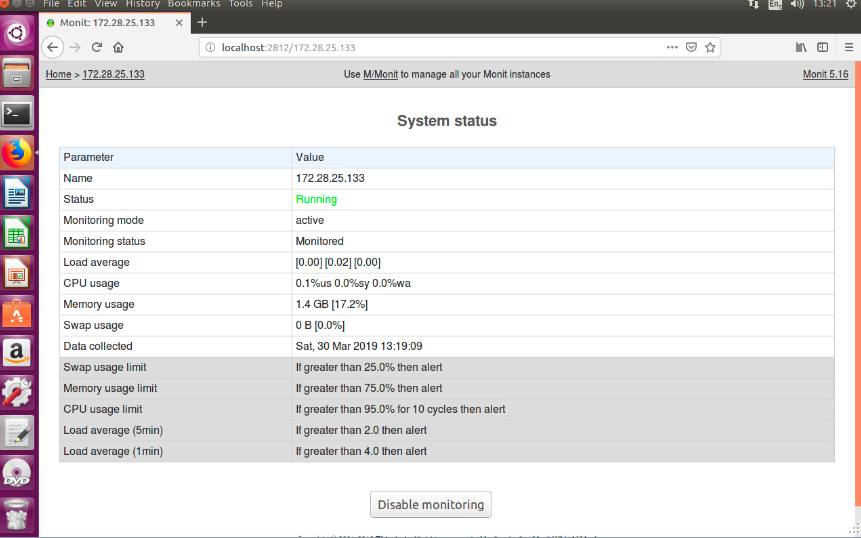 File Edit View History Bookmarks Tools Help En 13:21
Monit: 172.28.25.133
localhost:2812/172.28.25.133
Home > 172.28.25.133 Use M/Monit to manage all your Monit instances Monit 5.16
System status
Parameter Value
Name 172.28.25.133
Status Running
Monitoring mode active
Monitoring status Monitored
Load average [0.00] [0.02] [0.00]
CPU usage 0.1%us 0.0%sy 0.0%wa
Memory usage 1.4 GB [17.2%]
Swap usage 0 B [0.0%]
Data collected Sat, 30 Mar 2019 13:19:09
Swap usage limit If greater than 25.0% then alert
Memory usage limit If greater than 75.0% then alert
CPU usage limit If greater than 95.0% for 10 cycles then alert
Load average (5min) If greater than 2.0 then alert
Load average (1min) If greater than 4.0 then alert
Disable monitoring
DVD